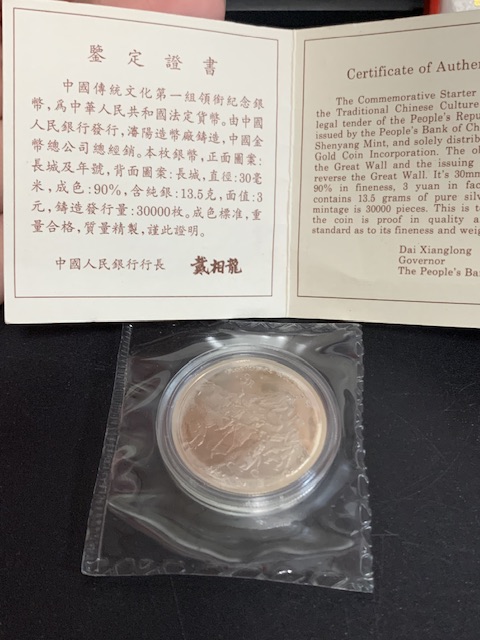 鑒定證書
中國傳統文化第一組領銜紀念銀
幣,為中華人民共和國法定貨幣。由中國
人民銀行發行,瀋陽造幣廠鑄造,中國金
幣總公司總經銷。本枚銀幣,正面圖案:
長城及年號,背面圖案:長城,直徑:30毫
米,成色:90%,含純銀:13.5克,面值:3
元,鑄造發行量:30000枚。成色標准,重
量合格,質量精製,謹此證明。
中國人民銀行行長 戴相龍
Certificate of Authen
The Commemorative Starter
the Traditional Chinese Culture
legal tender of the People's Repu
issued by the People's Bank of Ch
Shenyang Mint, and solely distrib
Gold Coin Incorporation. The ob
the Great Wall and the issuing
reverse the Great Wall. It's 30mm
90% in fineness, 3 yuan in fac
contains 13.5 grams of pure silv
mintage is 30000 pieces. This is t
the coin is proof in quality a
standard as to its fineness and weig
Dai Xianglong
Governor
The People's Ban